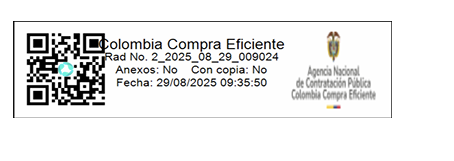 Colombia Compra Eficiente
Rad No. 2_2025_08_29_009024
Anexos: No Con copia: No
Fecha: 29/08/2025 09:35:50
Agencia Nacional
de Contratación Pública
Colombia Compra Eficiente